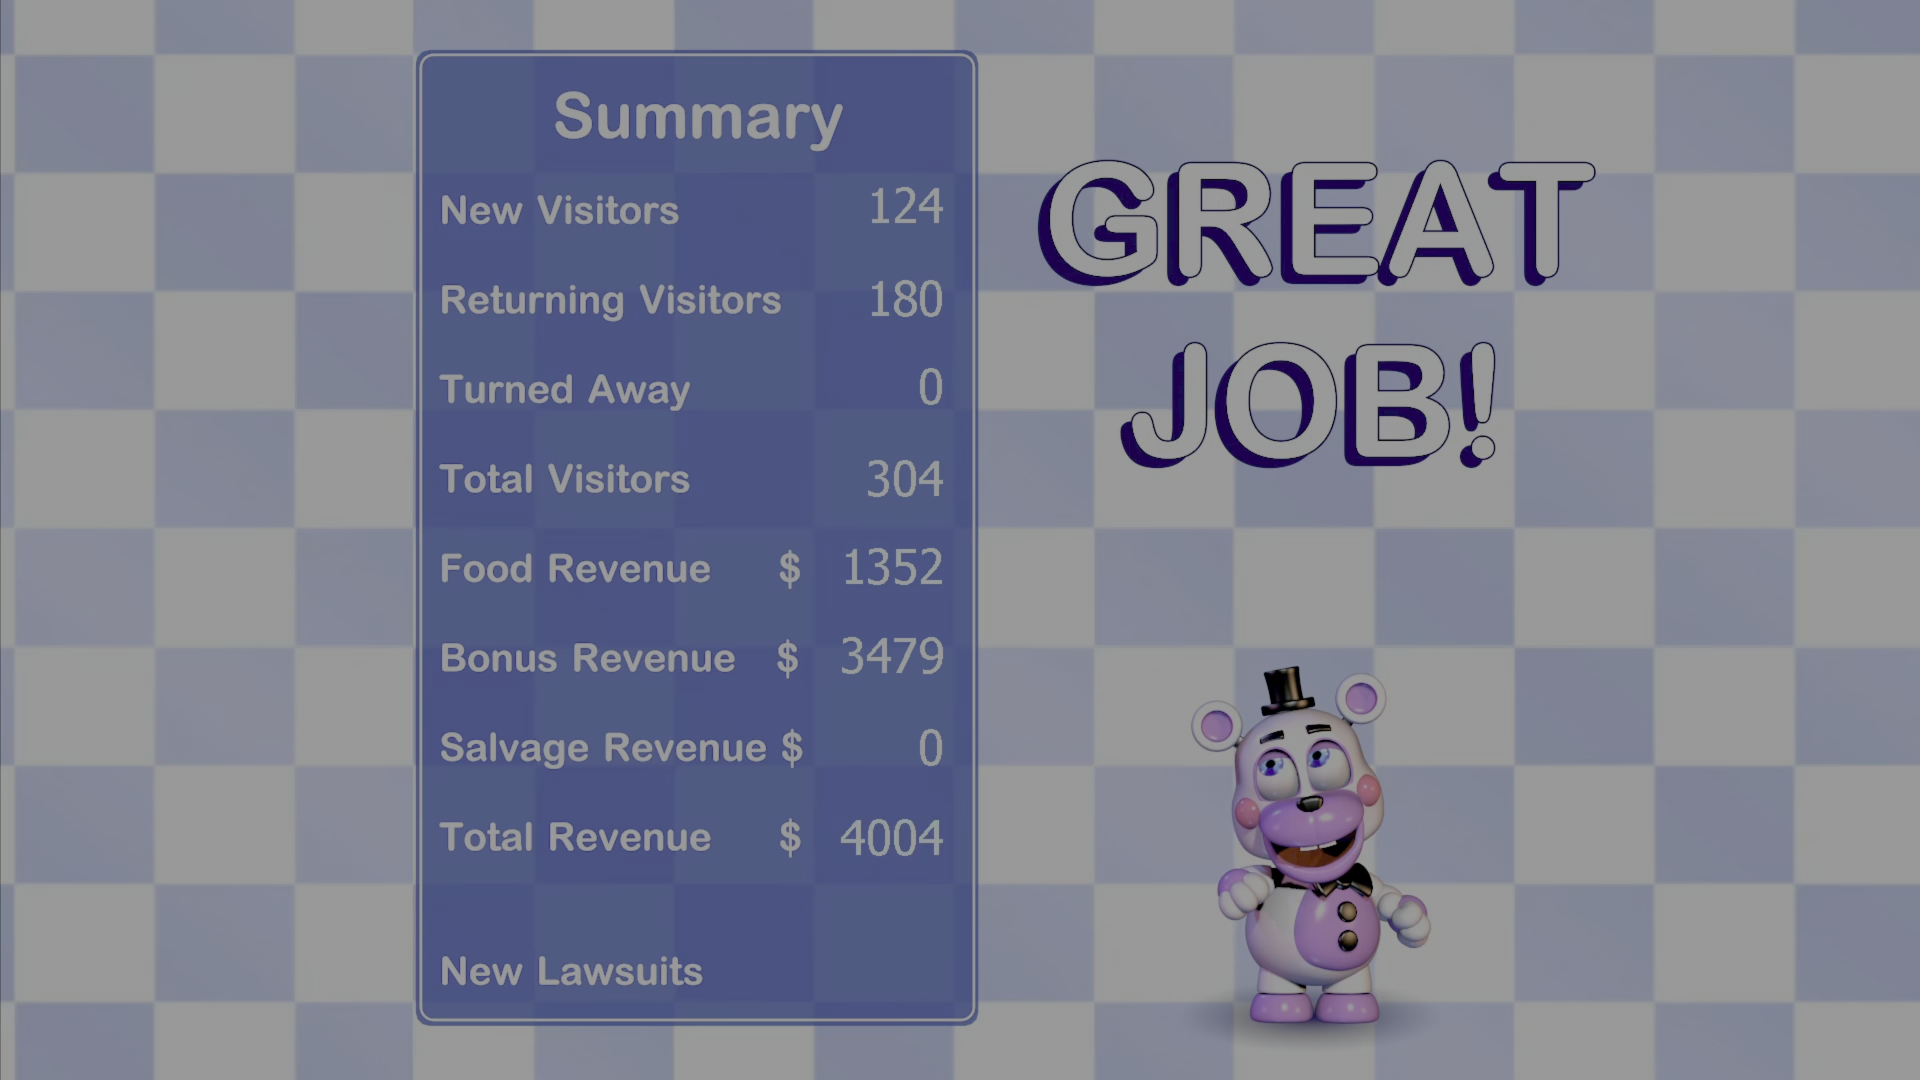 Summary
New Visitors 124
Returning Visitors 180
Turned Away 0
Total Visitors 304
Food Revenue $ 1352
Bonus Revenue $ 3479
Salvage Revenue $ 0
Total Revenue $ 4004
New Lawsuits
GREAT
JOB!